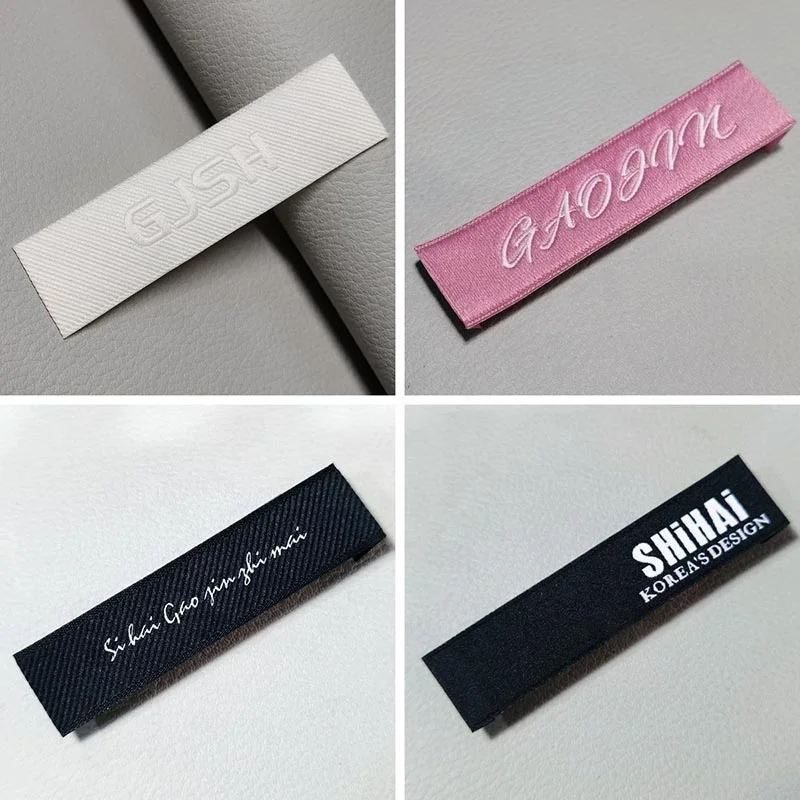 GJSH
GAOJIN
Si hai Gao jin zhi mai
SHiHAi
KOREA'S DESIGN